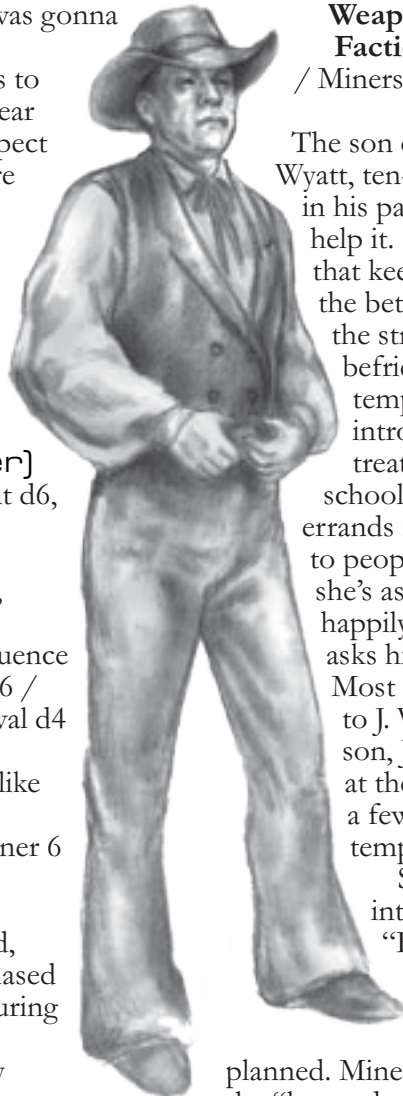 was gonna
s to
ear
pect
re
er)
nt d6,
uence
6 /
val d4
like
ner 6
d,
hased
uring
y
Weap
Factio
/ Miners
The son o
Wyatt, ten-
in his pa
help it.
that kee
the bet
the str
befrie
temp
intro
treat
school
errands
to peop
she’s as
happily
asks hi
Most
to J.
son, J
at the
a few
temp
S
int
planned. Mine